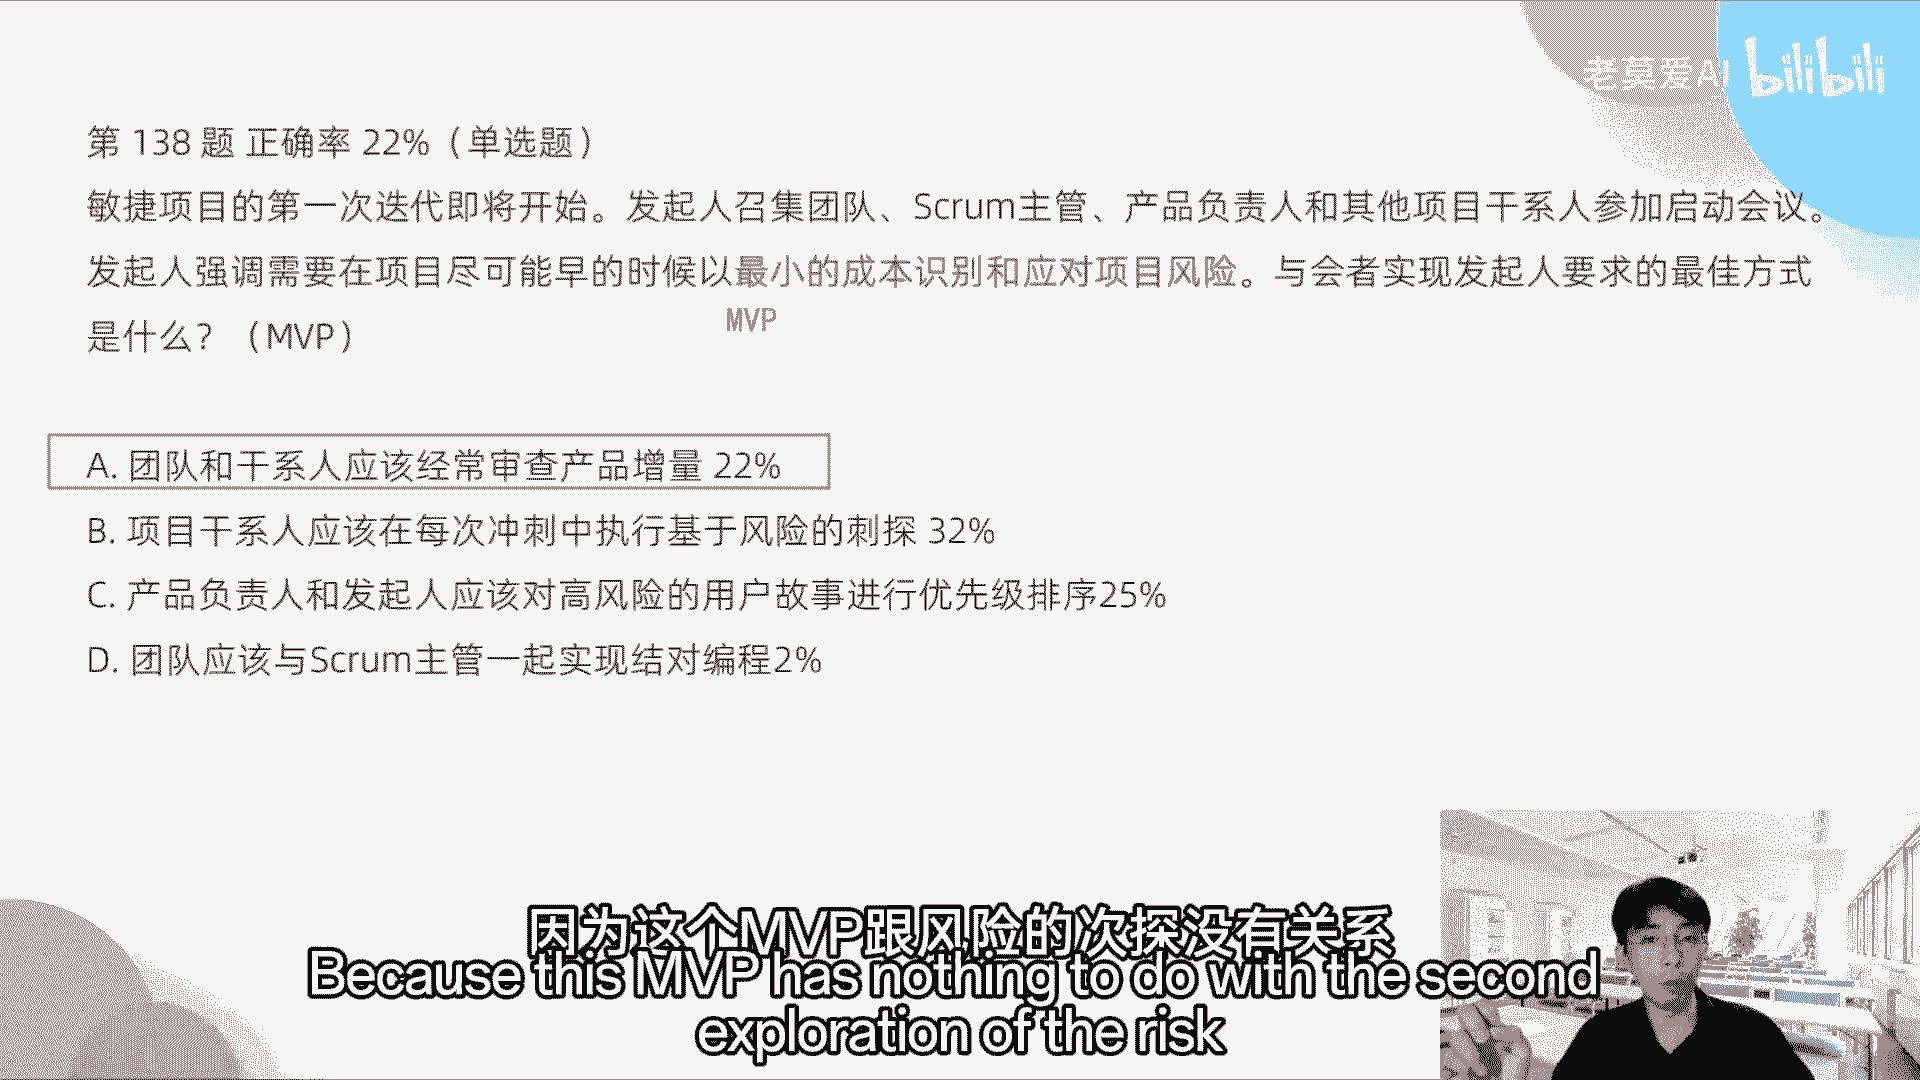 老莫爱AI bilibili
第 138 题 正确率 22%（单选题）
敏捷项目的第一次迭代即将开始。发起人召集团队、Scrum主管、产品负责人和其他项目干系人参加启动会议。
发起人强调需要在项目尽可能早的时候以最小的成本识别和应对项目风险。与会者实现发起人要求的最佳方式
MVP
是什么？（MVP）
A. 团队和干系人应该经常审查产品增量 22%
B. 项目干系人应该在每次冲刺中执行基于风险的刺探 32%
C. 产品负责人和发起人应该对高风险的用户故事进行优先级排序25%
D. 团队应该与Scrum主管一起实现结对编程2%
因为这个MVP跟风险的次探没有关系
Because this MVP has nothing to do with the second
exploration of the risk